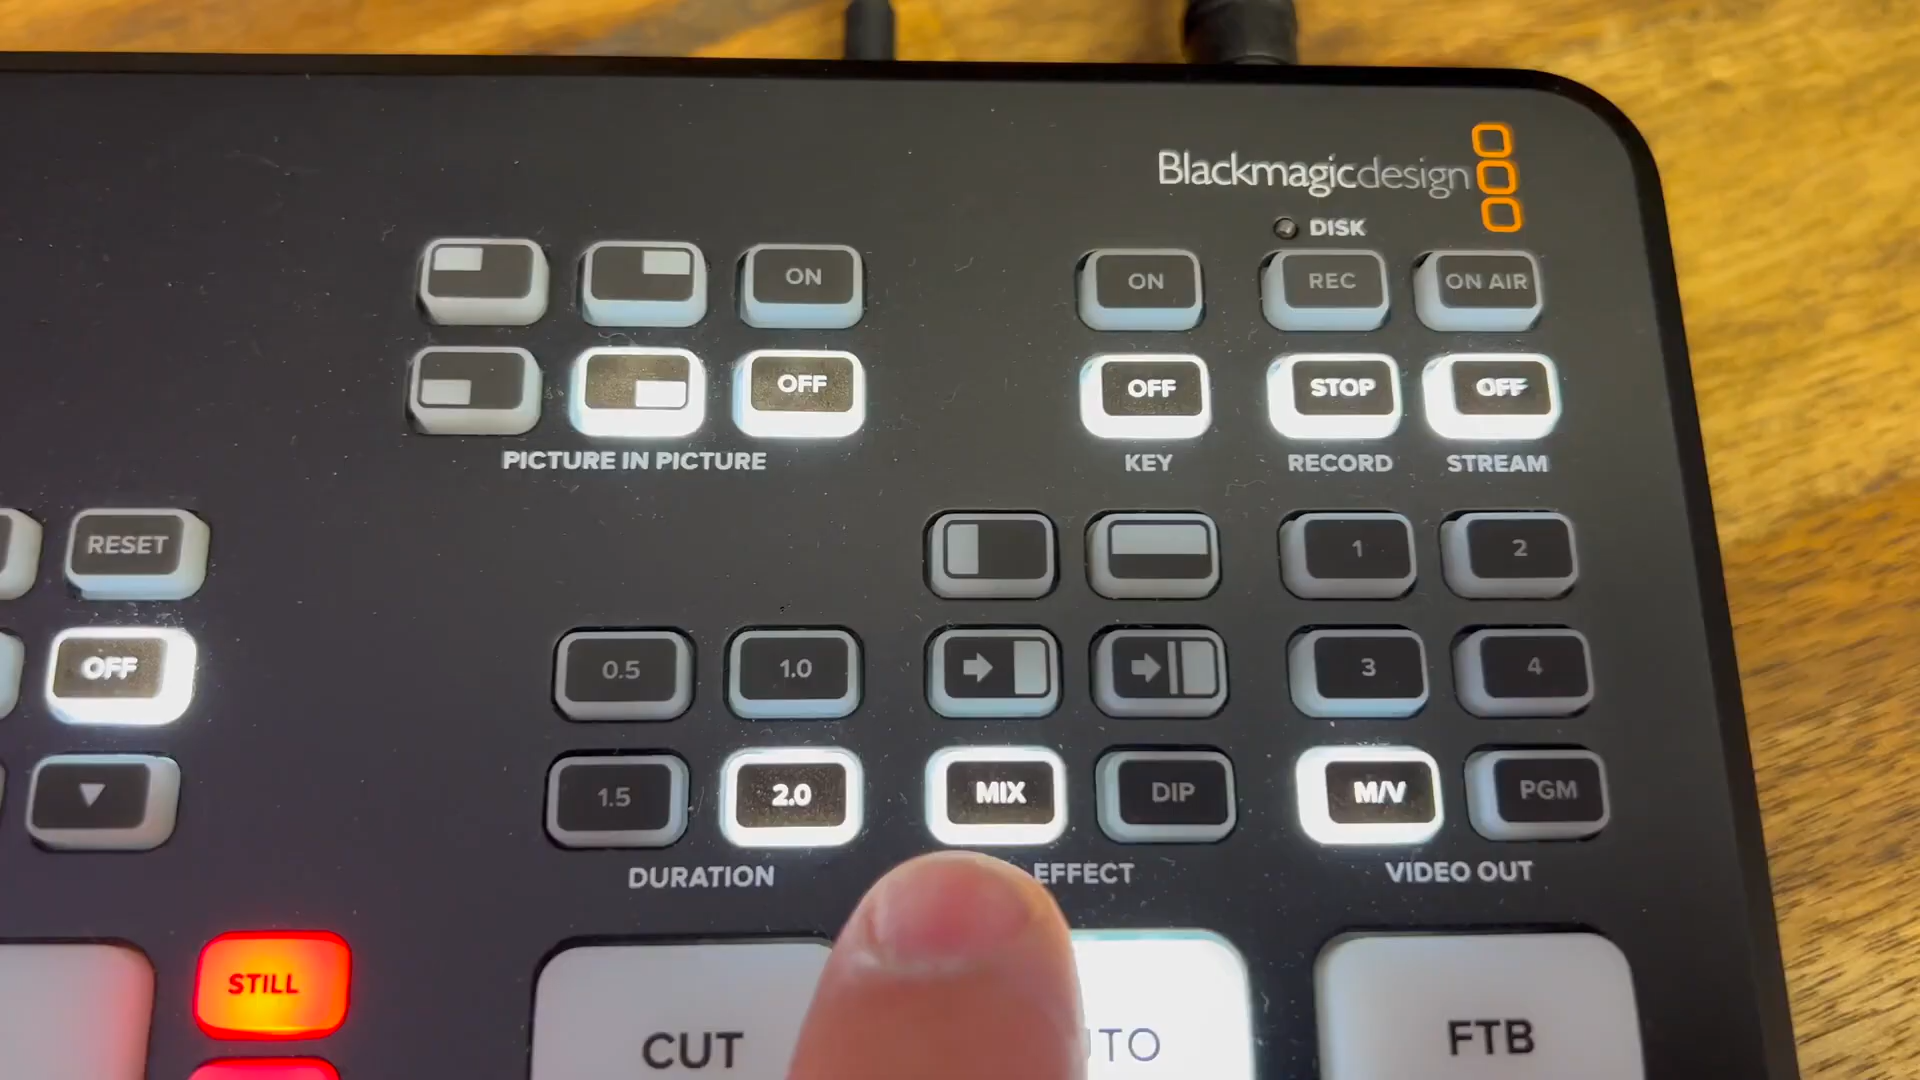 Blackmagicdesign
DISK
ON
ON
REC
ON AIR
OFF
OFF
STOP
OFF
PICTURE IN PICTURE
KEY
RECORD
STREAM
RESET
1
2
OFF
0.5
1.0
3
4
1.5
2.0
MIX
DIP
M/V
PGM
DURATION
EFFECT
VIDEO OUT
STILL
CUT
FTB